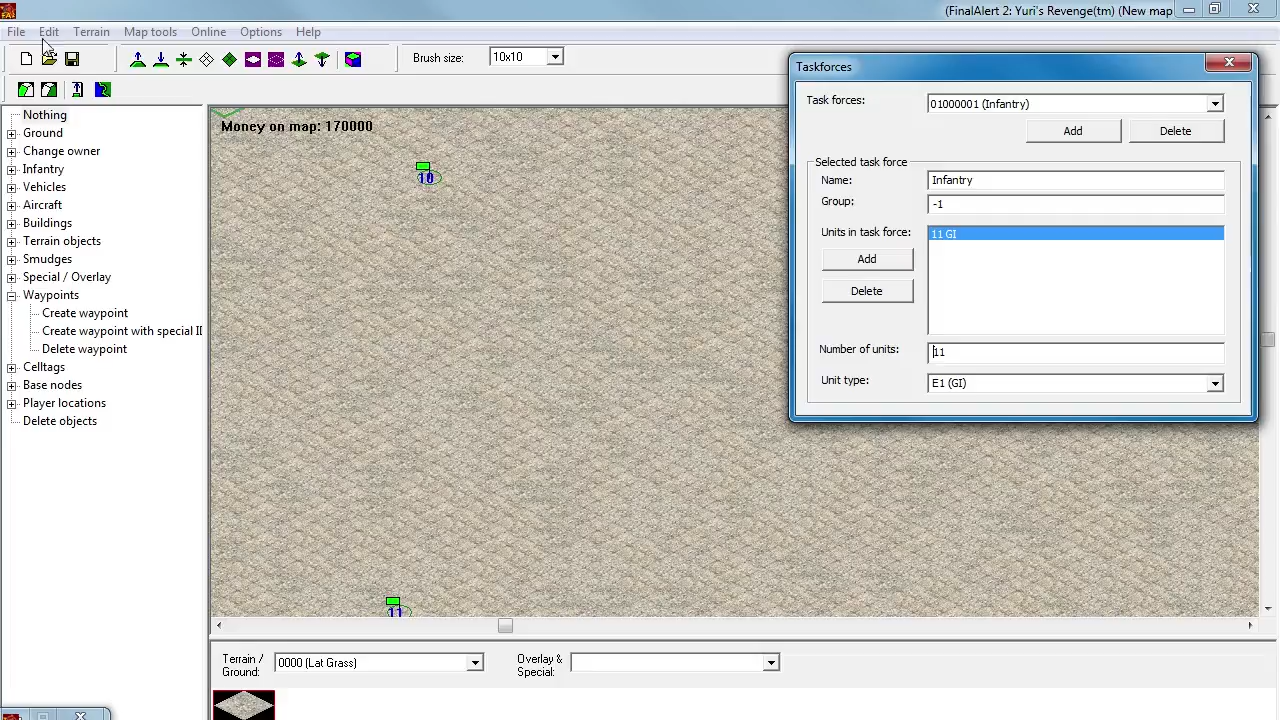 (FinalAlert 2: Yuri's Revenge(tm) (New map
File Edit Terrain Map tools Online Options Help
Brush size: 10x10
Nothing
Ground
Change owner
Infantry
Vehicles
Aircraft
Buildings
Terrain objects
Smudges
Special / Overlay
Waypoints
Create waypoint
Create waypoint with special I
Delete waypoint
Celltags
Base nodes
Player locations
Delete objects
Money on map: 170000
10
11
Taskforces
Task forces: 01000001 (Infantry)
Add Delete
Selected task force
Name: Infantry
Group: -1
Units in task force: 11 GI
Add
Delete
Number of units: 11
Unit type: E1 (GI)
Terrain / Ground: 0000 (Lat Grass)
Overlay & Special: